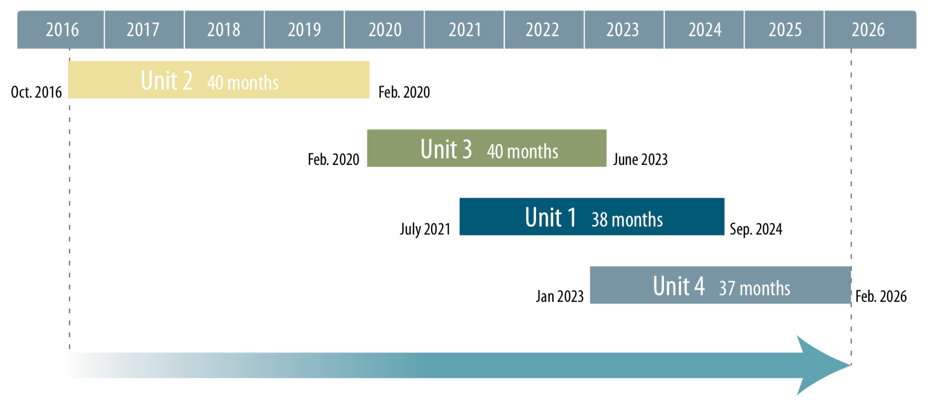 2016 2017 2018 2019 2020 2021 2022 2023 2024 2025 2026
Unit 2 40 months
Oct. 2016 Feb. 2020
Unit 3 40 months
Feb. 2020 June 2023
Unit 1 38 months
July 2021 Sep. 2024
Unit 4 37 months
Jan 2023 Feb. 2026